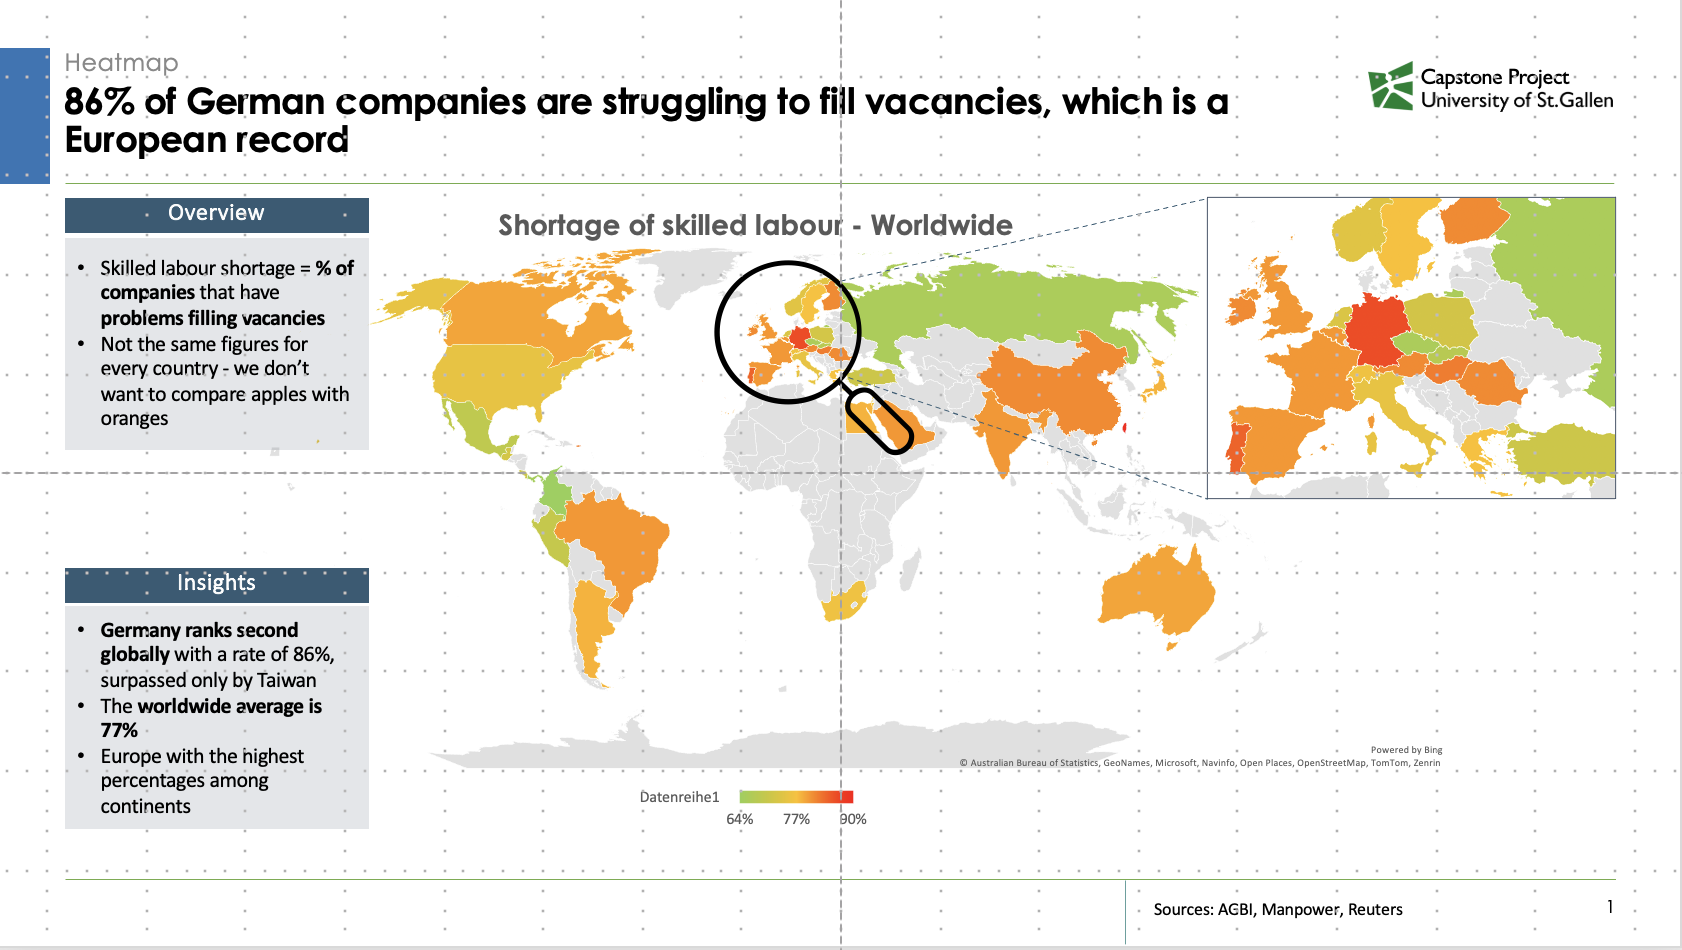 Heatmap
86% of German companies are struggling to fill vacancies, which is a
European record
Capstone Project
University of St.Gallen
Overview
• Skilled labour shortage = % of
companies that have
problems filling vacancies
• Not the same figures for
every country - we don't
want to compare apples with
oranges
Insights
• Germany ranks second
globally with a rate of 86%,
surpassed only by Taiwan
• The worldwide average is
77%
• Europe with the highest
percentages among
continents
Shortage of skilled labour - Worldwide
Powered by Bing
© Australian Bureau of Statistics, GeoNames, Microsoft, Navinfo, Open Places, OpenStreetMap, TomTom, Zenrin
Datenreihe1
64% 77% 90%
Sources: AGBI, Manpower, Reuters
1